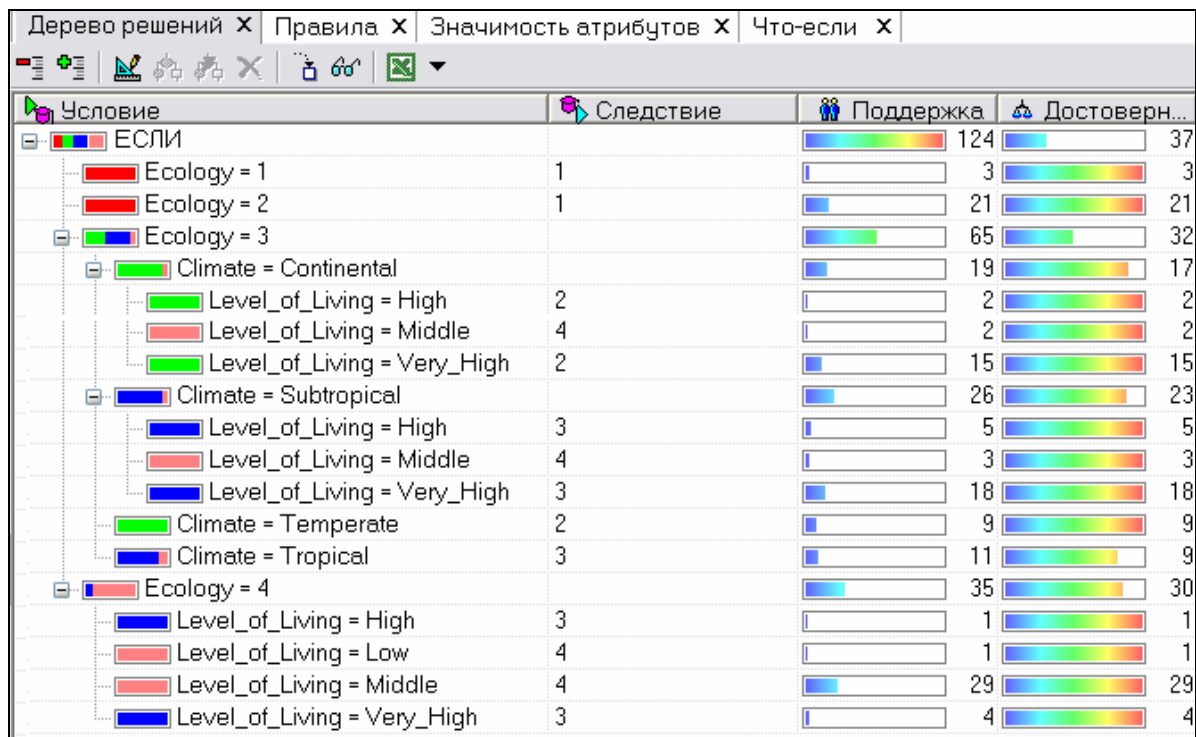 Дерево решений X Правила X Значимость атрибутов X Что-если X
Условие Следствие Поддержка Достоверн...
ЕСЛИ 124 37
Ecology = 1 1 3 3
Ecology = 2 1 21 21
Ecology = 3 65 32
Climate = Continental 19 17
Level_of_Living = High 2 2 2
Level_of_Living = Middle 4 2 2
Level_of_Living = Very_High 2 15 15
Climate = Subtropical 26 23
Level_of_Living = High 3 5 5
Level_of_Living = Middle 4 3 3
Level_of_Living = Very_High 3 18 18
Climate = Temperate 2 9 9
Climate = Tropical 3 11 9
Ecology = 4 35 30
Level_of_Living = High 3 1 1
Level_of_Living = Low 4 1 1
Level_of_Living = Middle 4 29 29
Level_of_Living = Very_High 3 4 4